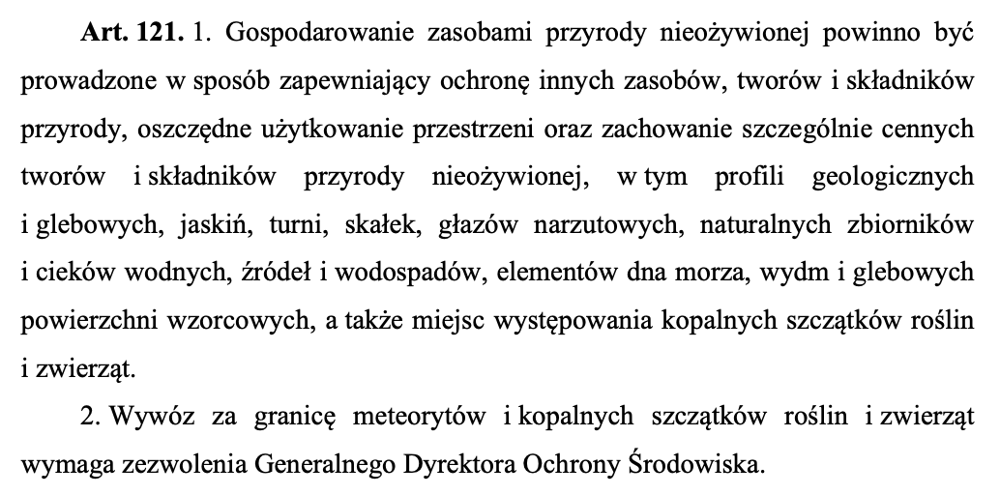 Art. 121. 1. Gospodarowanie zasobami przyrody nieożywionej powinno być
prowadzone w sposób zapewniający ochronę innych zasobów, tworów i składników
przyrody, oszczędne użytkowanie przestrzeni oraz zachowanie szczególnie cennych
tworów i składników przyrody nieożywionej, w tym profili geologicznych
i glebowych, jaskiń, turni, skałek, głazów narzutowych, naturalnych zbiorników
i cieków wodnych, źródeł i wodospadów, elementów dna morza, wydm i glebowych
powierzchni wzorcowych, a także miejsc występowania kopalnych szczątków roślin
i zwierząt.
2. Wywóz za granicę meteorytów i kopalnych szczątków roślin i zwierząt
wymaga zezwolenia Generalnego Dyrektora Ochrony Środowiska.